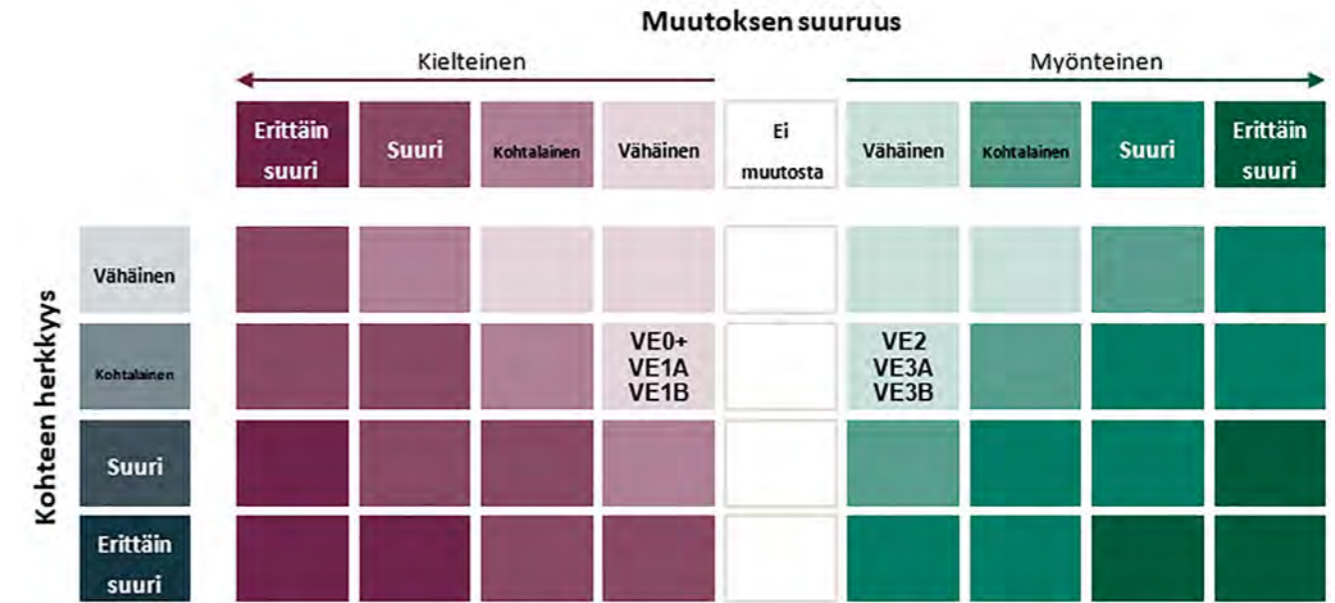 Muutoksen suuruus
Kielteinen
Myönteinen
Erittäin
suuri
Suuri
Kohtalainen
Vähäinen
Ei
muutosta
Vähäinen
Kohtalainen
Suuri
Erittäin
suuri
Kohteen herkkyys
Vähäinen
Kohtalainen
VE0+
VE1A
VE1B
VE2
VE3A
VE3B
Suuri
Erittäin
suuri